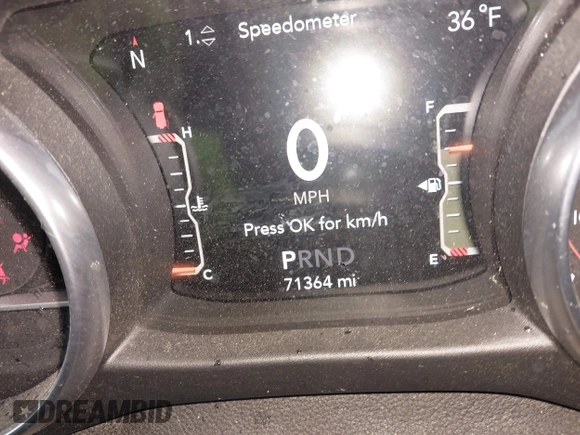 1. Speedometer 36 °F
N
H
F
0
MPH
Press OK for km/h
C
E
PRND
71364 mi
DREAMBID